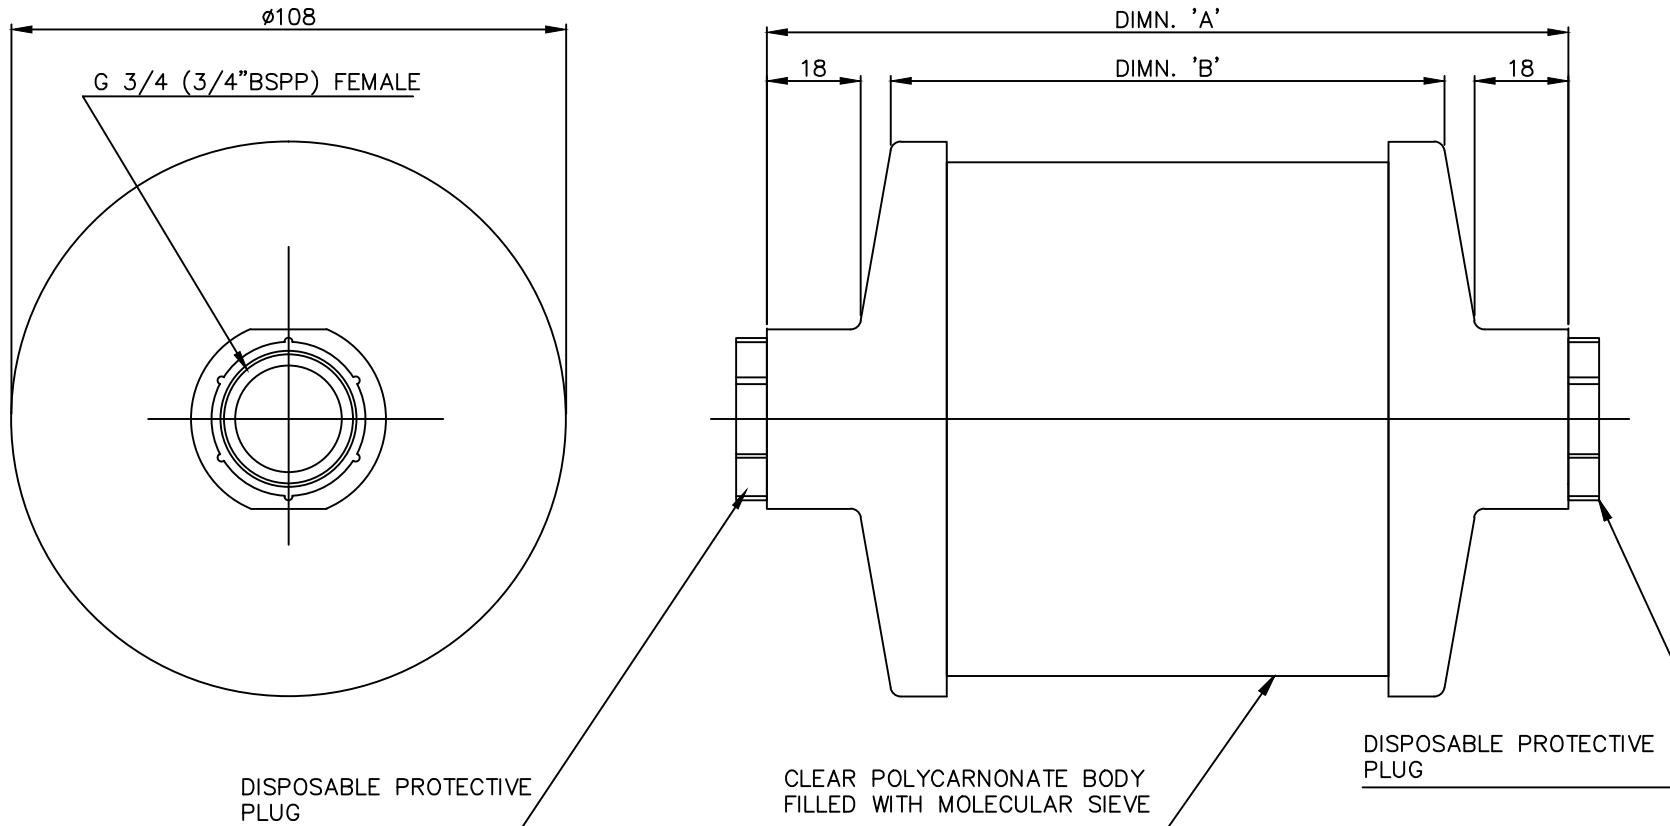 ø108
G 3/4 (3/4"BSPP) FEMALE
DIMN. 'A'
18
DIMN. 'B'
18
DISPOSABLE PROTECTIVE
PLUG
CLEAR POLYCARNONATE BODY
FILLED WITH MOLECULAR SIEVE
DISPOSABLE PROTECTIVE
PLUG